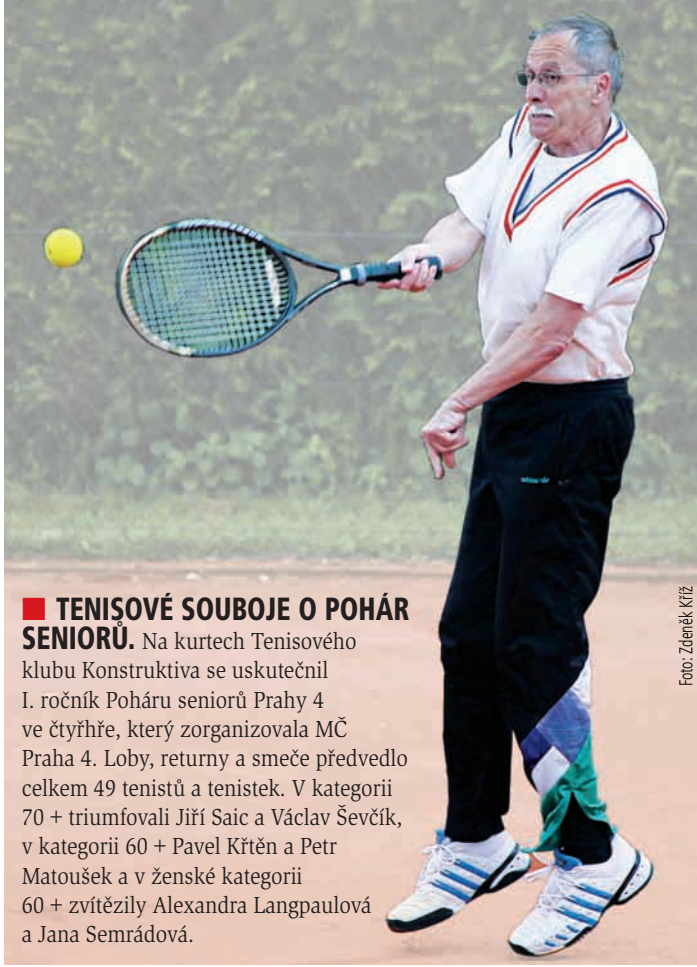 ■ TENISOVÉ SOUBOJE O POHÁR
SENIORŮ. Na kurtech Tenisového
klubu Konstruktiva se uskutečnil
I. ročník Poháru seniorů Prahy 4
ve čtyřhře, který zorganizovala MČ
Praha 4. Loby, returny a smeče předvedlo
celkem 49 tenistů a tenistek. V kategorii
70 + triumfovali Jiří Saic a Václav Ševčík,
v kategorii 60 + Pavel Křtěn a Petr
Matoušek a v ženské kategorii
60 + zvítězily Alexandra Langpaulová
a Jana Semrádová.
Foto: Zdeněk Kříž